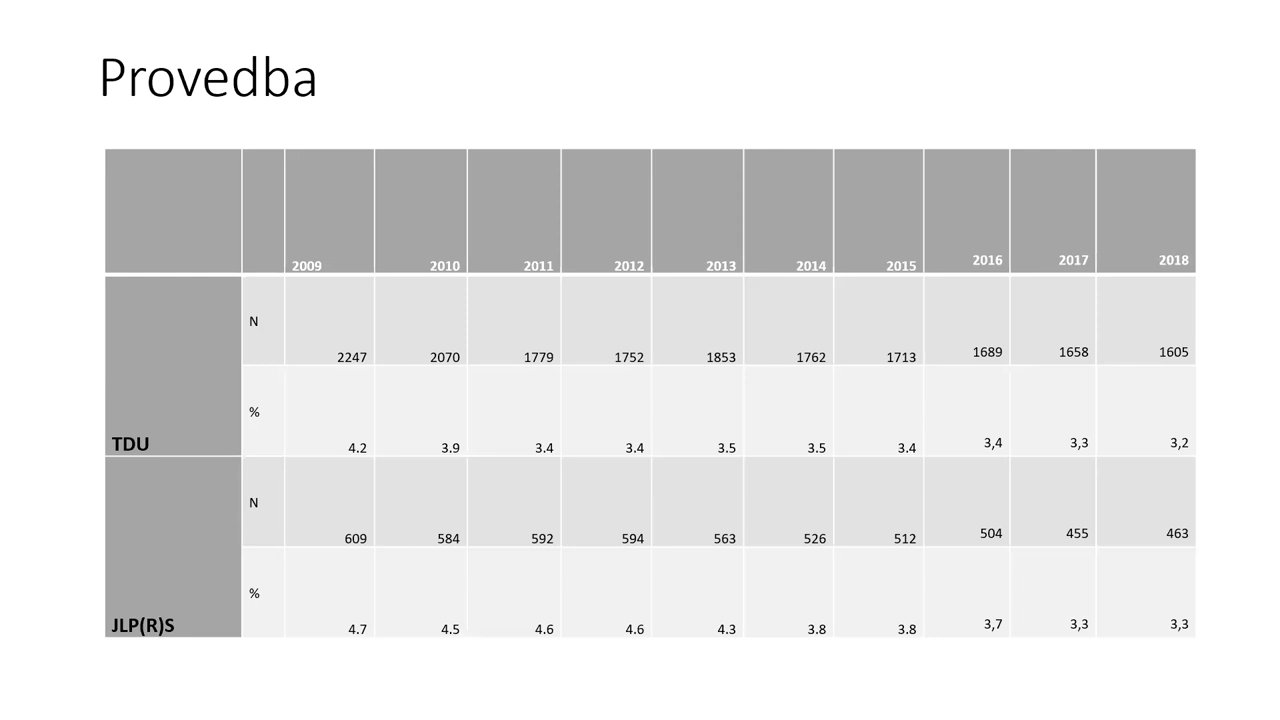 Provedba
2009 2010 2011 2012 2013 2014 2015 2016 2017 2018
TDU
N 2247 2070 1779 1752 1853 1762 1713 1689 1658 1605
% 4.2 3.9 3.4 3.4 3.5 3.5 3.4 3,4 3,3 3,2
JLP(R)S
N 609 584 592 594 563 526 512 504 455 463
% 4.7 4.5 4.6 4.6 4.3 3.8 3.8 3,7 3,3 3,3